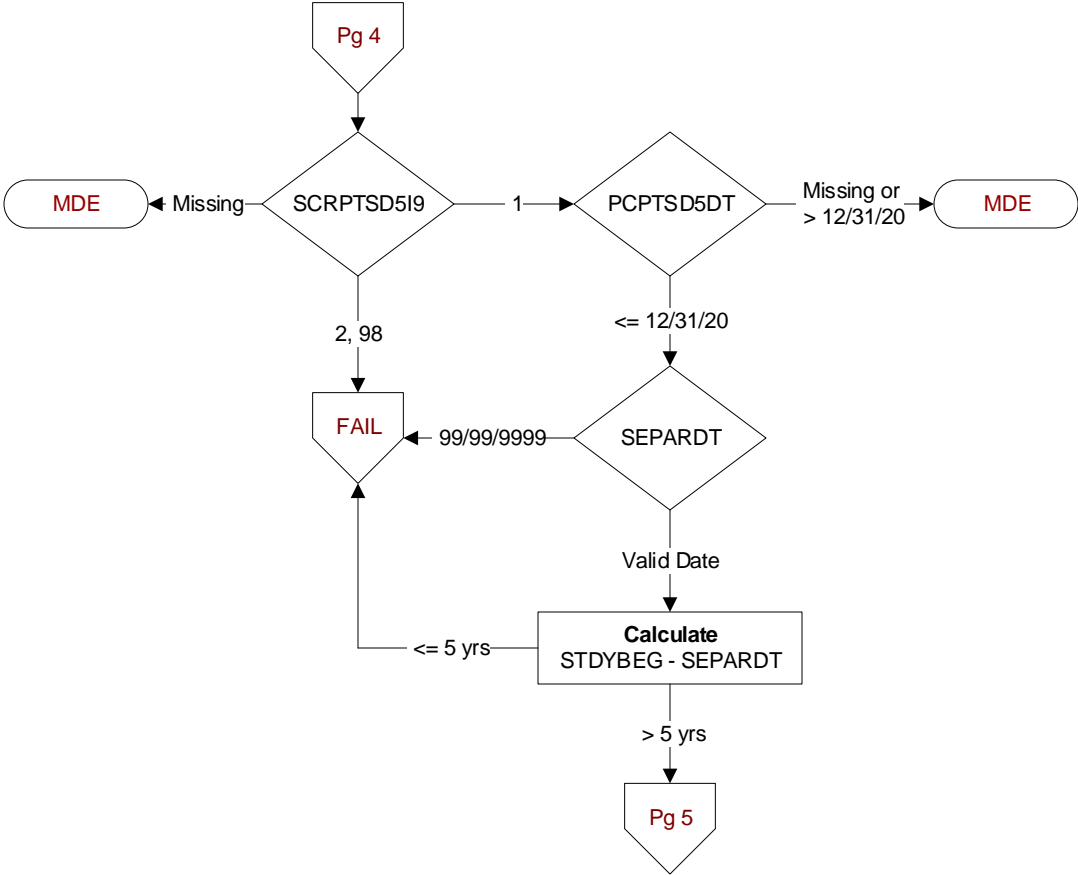 Pg 4
MDE
Missing
SCRPTSD5I9
1
PCPTSD5DT
Missing or
> 12/31/20
MDE
2, 98
<= 12/31/20
FAIL
99/99/9999
SEPARDT
Valid Date
<= 5 yrs
Calculate
STDYBEG - SEPARDT
> 5 yrs
Pg 5